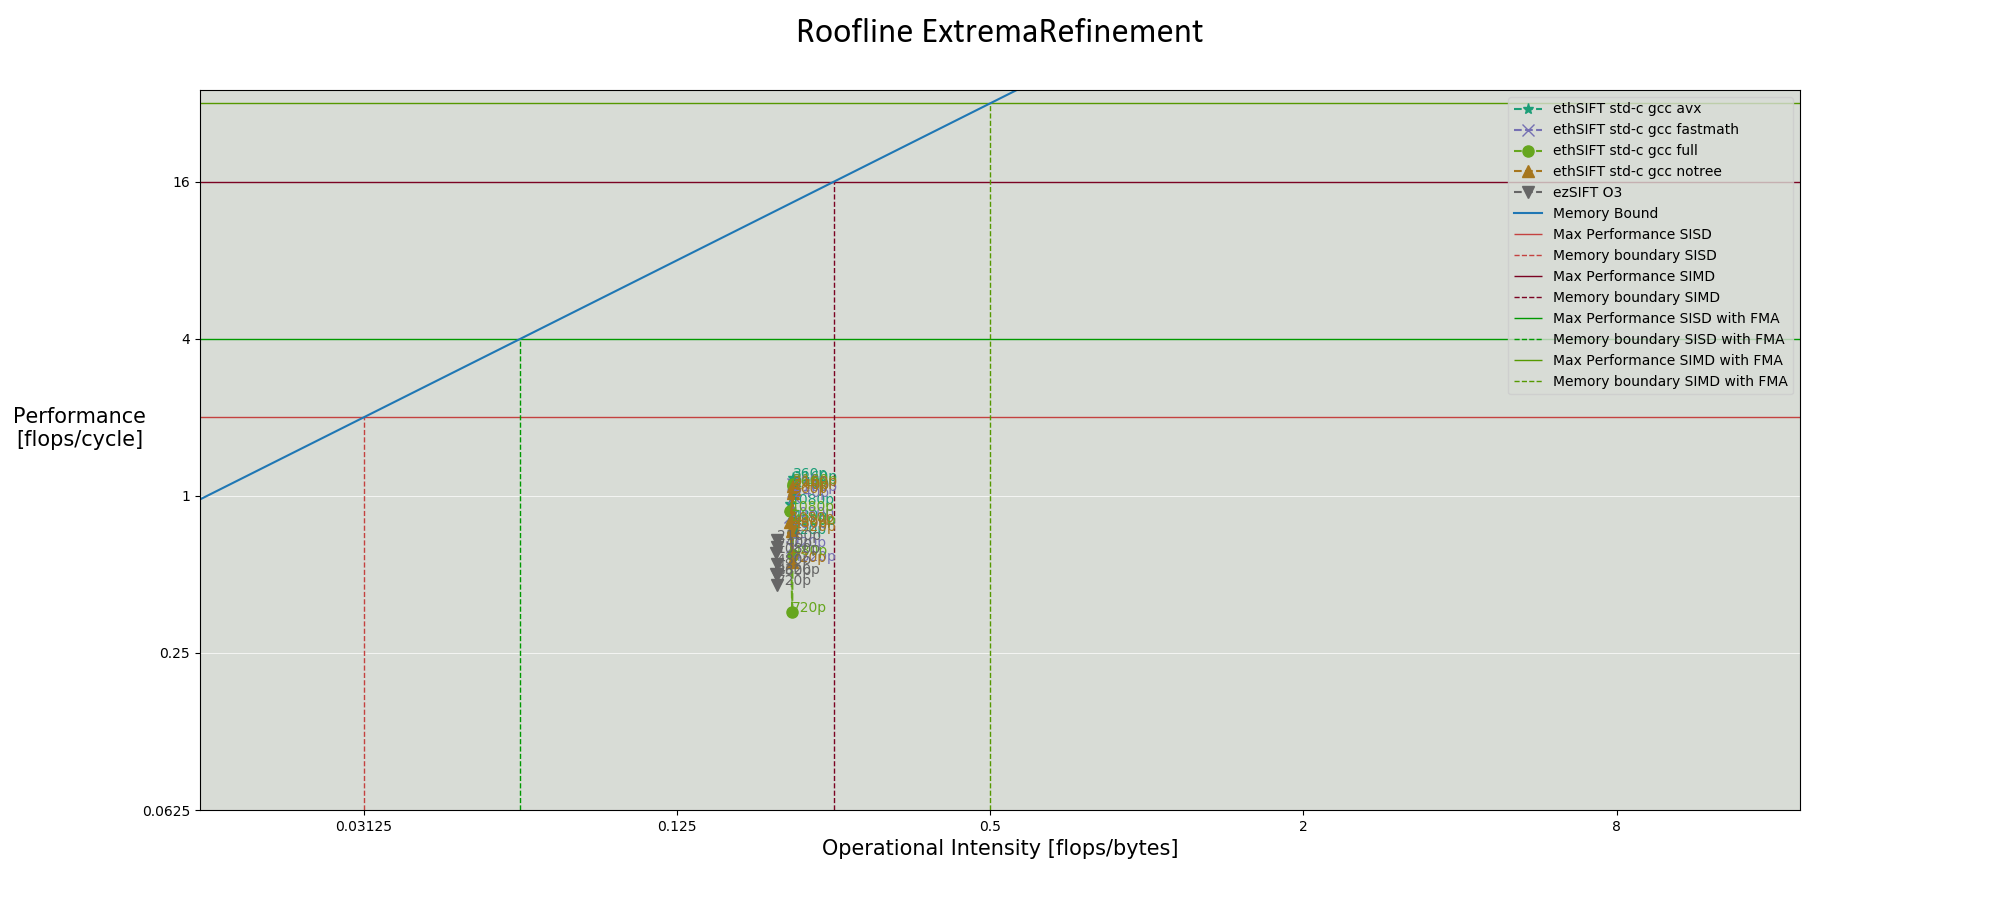 Roofline ExtremaRefinement
ethSIFT std-c gcc avx
ethSIFT std-c gcc fastmath
ethSIFT std-c gcc full
ethSIFT std-c gcc notree
ezSIFT O3
Memory Bound
Max Performance SISD
Memory boundary SISD
Max Performance SIMD
Memory boundary SIMD
Max Performance SISD with FMA
Memory boundary SISD with FMA
Max Performance SIMD with FMA
Memory boundary SIMD with FMA
16
4
1
0.25
0.0625
Performance
[flops/cycle]
360p
720p
720p
0.03125
0.125
0.5
2
8
Operational Intensity [flops/bytes]